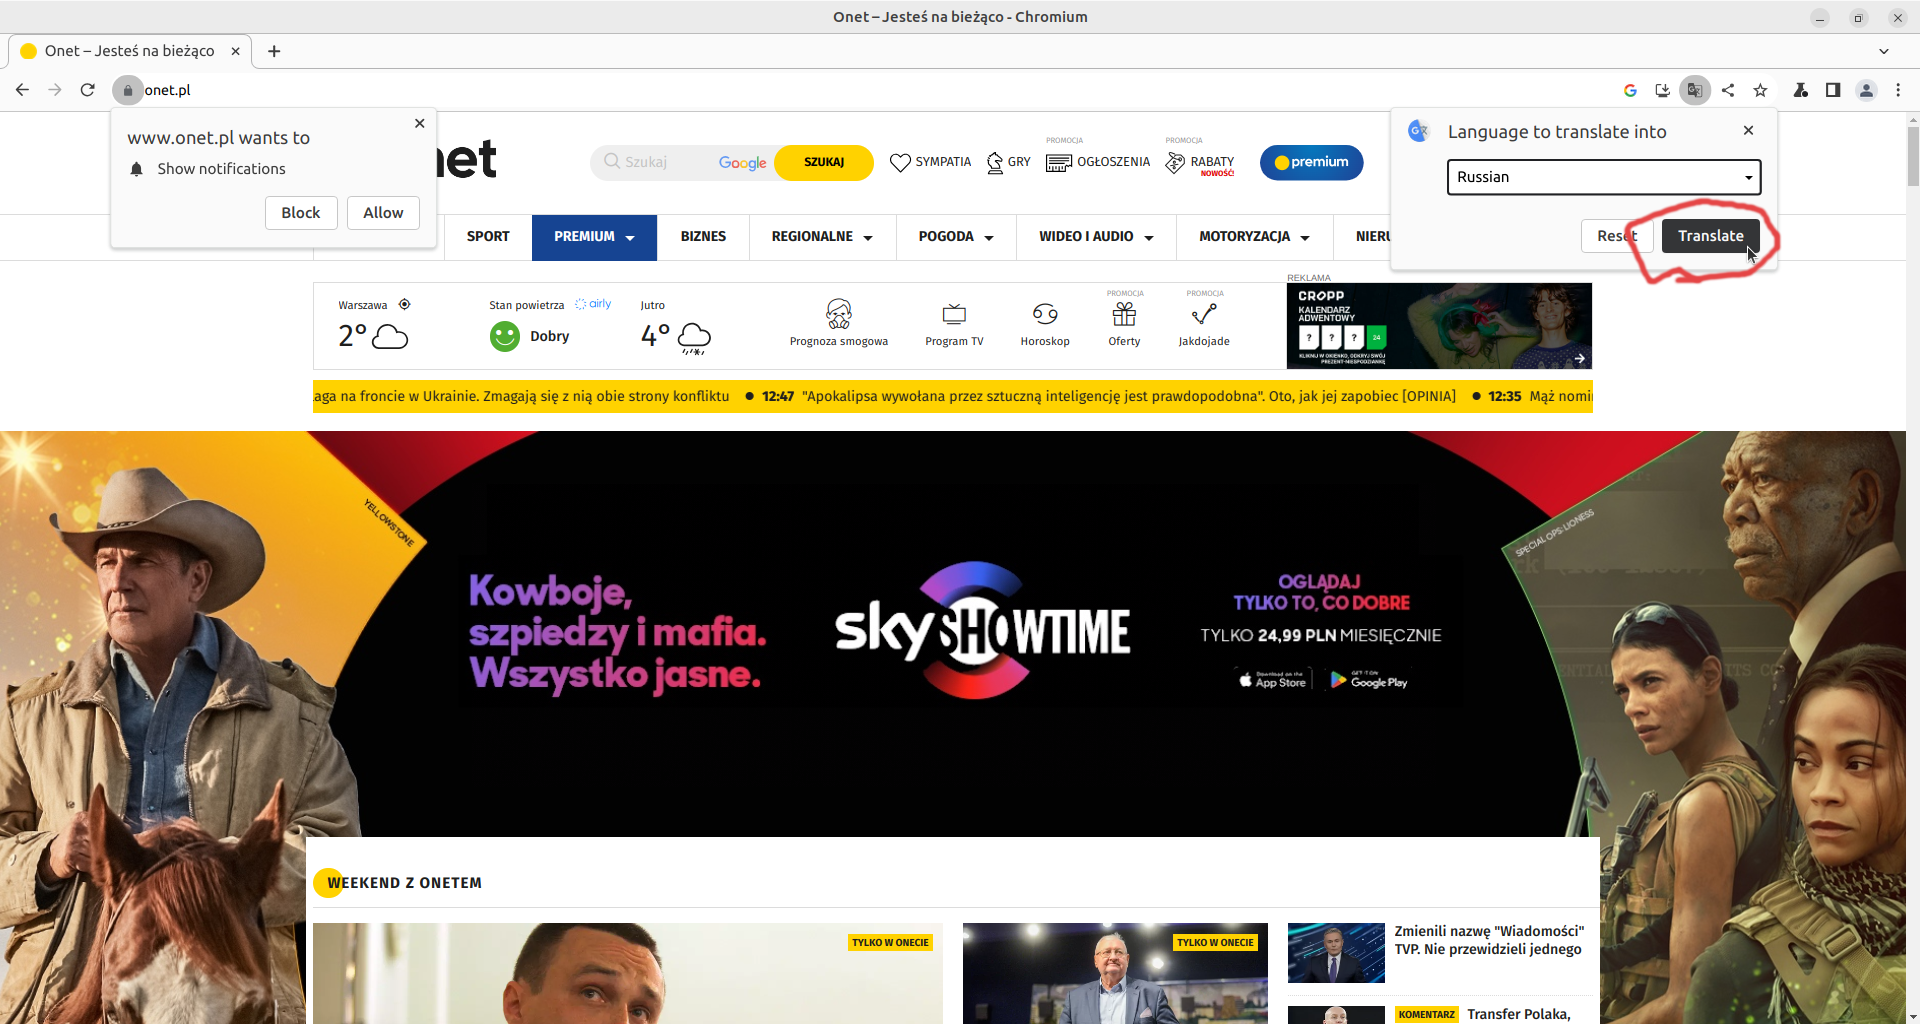 Onet – Jesteś na bieżąco - Chromium
Onet – Jesteś na bieżąco
onet.pl
www.onet.pl wants to
Show notifications
Block
Allow
net
Szukaj
Google
SZUKAJ
SYMPATIA
GRY
PROMOCJA
OGŁOSZENIA
PROMOCJA
RABATY
NOWOŚĆ!
premium
Language to translate into
Russian
Reset
Translate
SPORT
PREMIUM
BIZNES
REGIONALNE
POGODA
WIDEO I AUDIO
MOTORYZACJA
NIERU
Warszawa
2°
Stan powietrza
airly
Dobry
Jutro
4°
Prognoza smogowa
Program TV
Horoskop
PROMOCJA
Oferty
PROMOCJA
Jakdojade
REKLAMA
CROPP
KALENDARZ
ADWENTOWY
? ? ? 24
KLIKNIJ W OKIENKO, ODKRYJ SWÓJ
PREZENT-NIESPODZIANKĘ
aga na froncie w Ukrainie. Zmagają się z nią obie strony konfliktu ● 12:47 "Apokalipsa wywołana przez sztuczną inteligencję jest prawdopodobna". Oto, jak jej zapobiec [OPINIA] ● 12:35 Mąż nomi
YELLOWSTONE
Kowboje,
szpiedzy i mafia.
Wszystko jasne.
sky SHOWTIME
OGLĄDAJ
TYLKO TO, CO DOBRE
TYLKO 24,99 PLN MIESIĘCZNIE
Download on the
App Store
GET IT ON
Google Play
SPECIAL OPS: LIONESS
WEEKEND Z ONETEM
TYLKO W ONECIE
TYLKO W ONECIE
Zmienili nazwę "Wiadomości"
TVP. Nie przewidzieli jednego
KOMENTARZ Transfer Polaka,